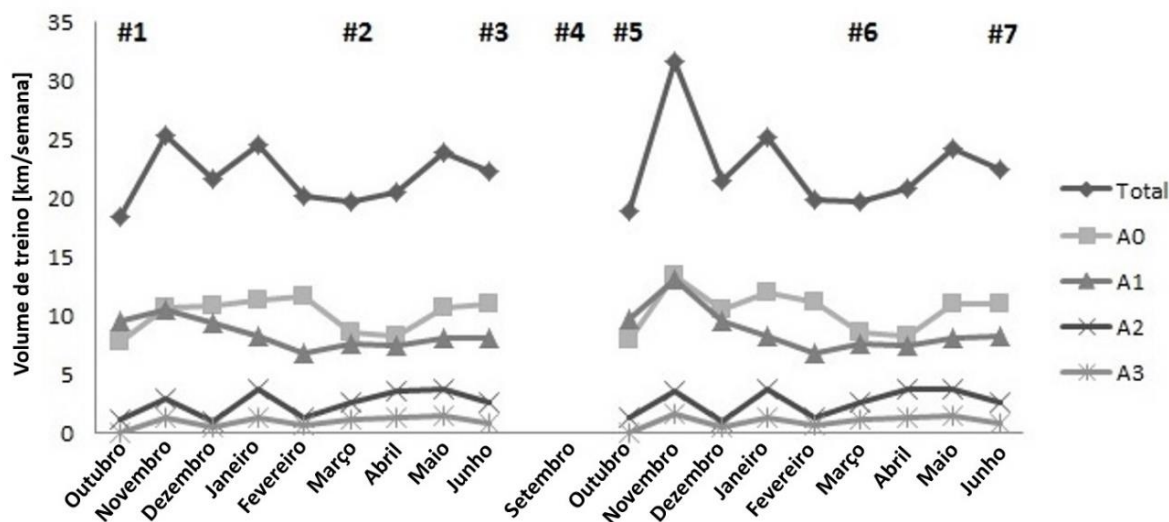 #1 #2 #3 #4 #5 #6 #7
Volume de treino [km/semana]
35
30
25
20
15
10
5
0
Outubro
Novembro
Dezembro
Janeiro
Fevereiro
Março
Abril
Maio
Junho
Setembro
Outubro
Novembro
Dezembro
Janeiro
Fevereiro
Março
Abril
Maio
Junho
Total
A0
A1
A2
A3